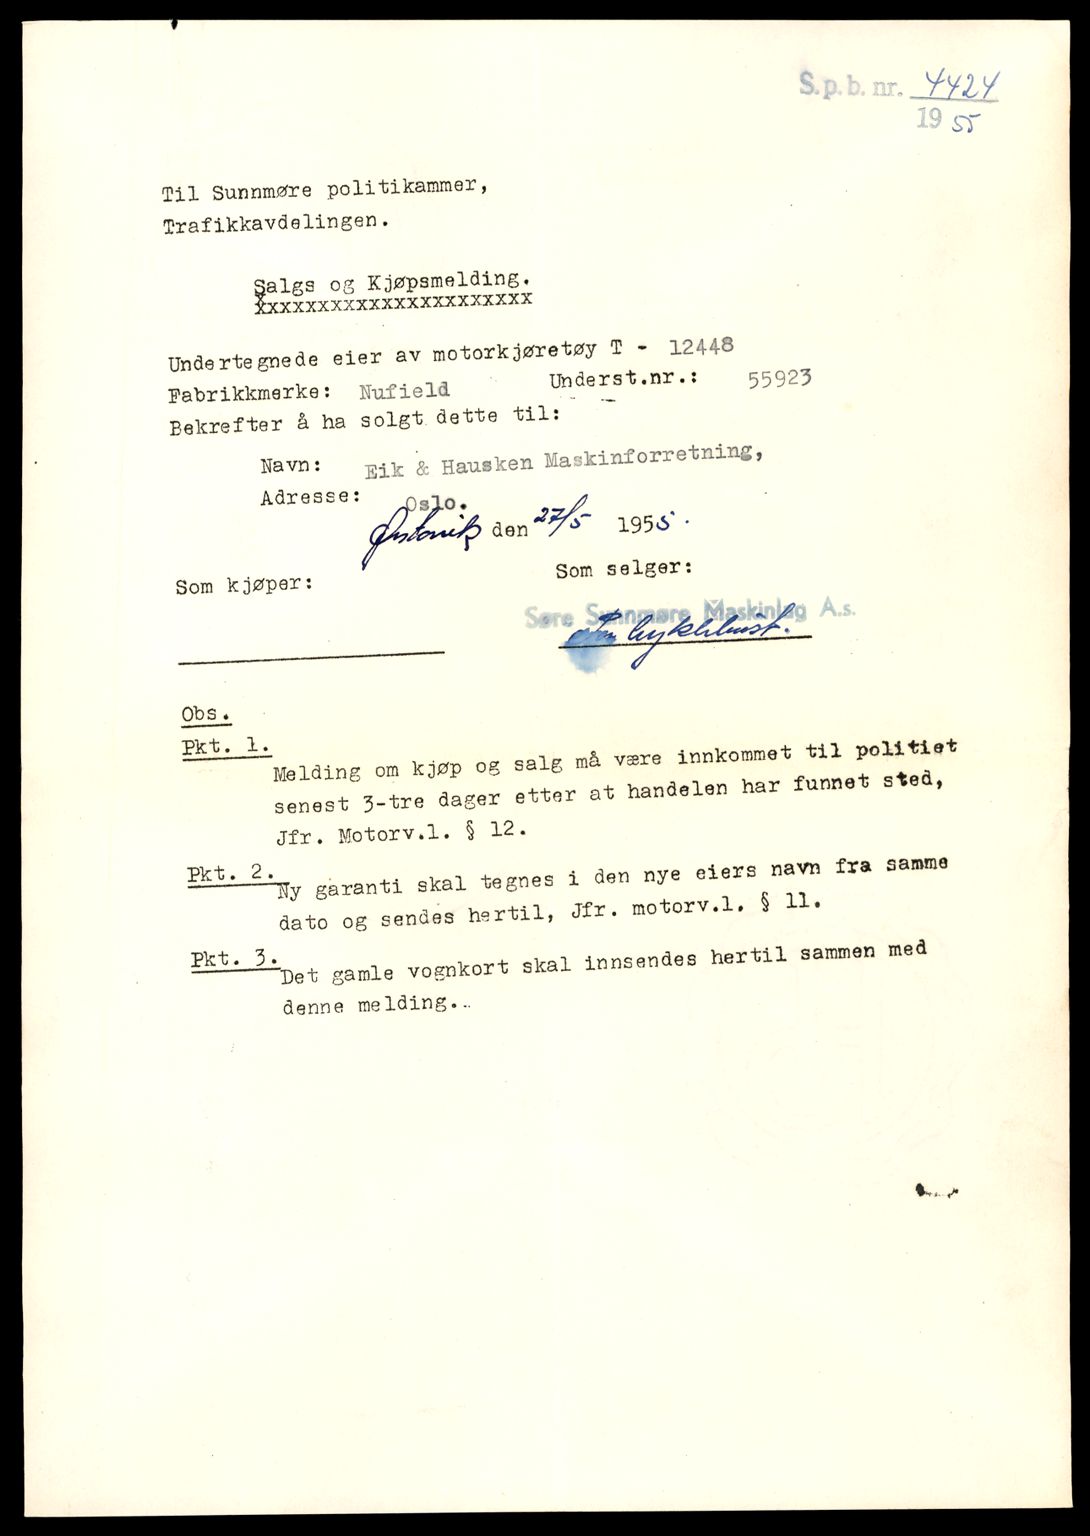 S.p.b. nr. 4424
19 55
Til Sunnmøre politikammer,
Trafikkavdelingen.
Salgs og Kjøpsmelding.
xxxxxxxxxxxxxxxxxxxxxx
Undertegnede eier av motorkjøretøy T - 12448
Fabrikkmerke: Nufield Underst.nr.: 55923
Bekrefter å ha solgt dette til:
Navn: Eik & Hausken Maskinforretning,
Adresse: Oslo.
den 27/5 1955.
Som kjøper: Som selger:
Søre Sunnmøre Maskinlag A.s.
Obs.
Pkt. 1.
Melding om kjøp og salg må være innkommet til politiet
senest 3-tre dager etter at handelen har funnet sted,
Jfr. Motorv.l. § 12.
Pkt. 2.
Ny garanti skal tegnes i den nye eiers navn fra samme
dato og sendes hertil, Jfr. motorv.l. § 11.
Pkt. 3.
Det gamle vognkort skal innsendes hertil sammen med
denne melding..